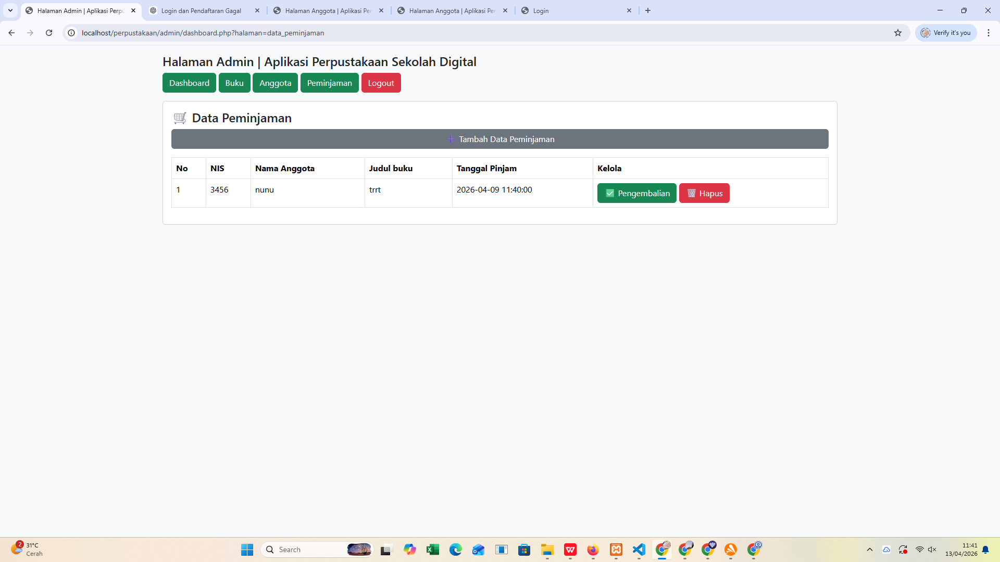 Halaman Admin | Aplikasi Perpu
Login dan Pendaftaran Gagal
Halaman Anggota | Aplikasi Per
Halaman Anggota | Aplikasi Per
Login
localhost/perpustakaan/admin/dashboard.php?halaman=data_peminjaman
Verify it's you
Halaman Admin | Aplikasi Perpustakaan Sekolah Digital
Dashboard
Buku
Anggota
Peminjaman
Logout
Data Peminjaman
Tambah Data Peminjaman
No NIS Nama Anggota Judul buku Tanggal Pinjam Kelola
1 3456 nunu trrt 2026-04-09 11:40:00 Pengembalian Hapus
2
31°C
Cerah
Search
11:41
13/04/2026